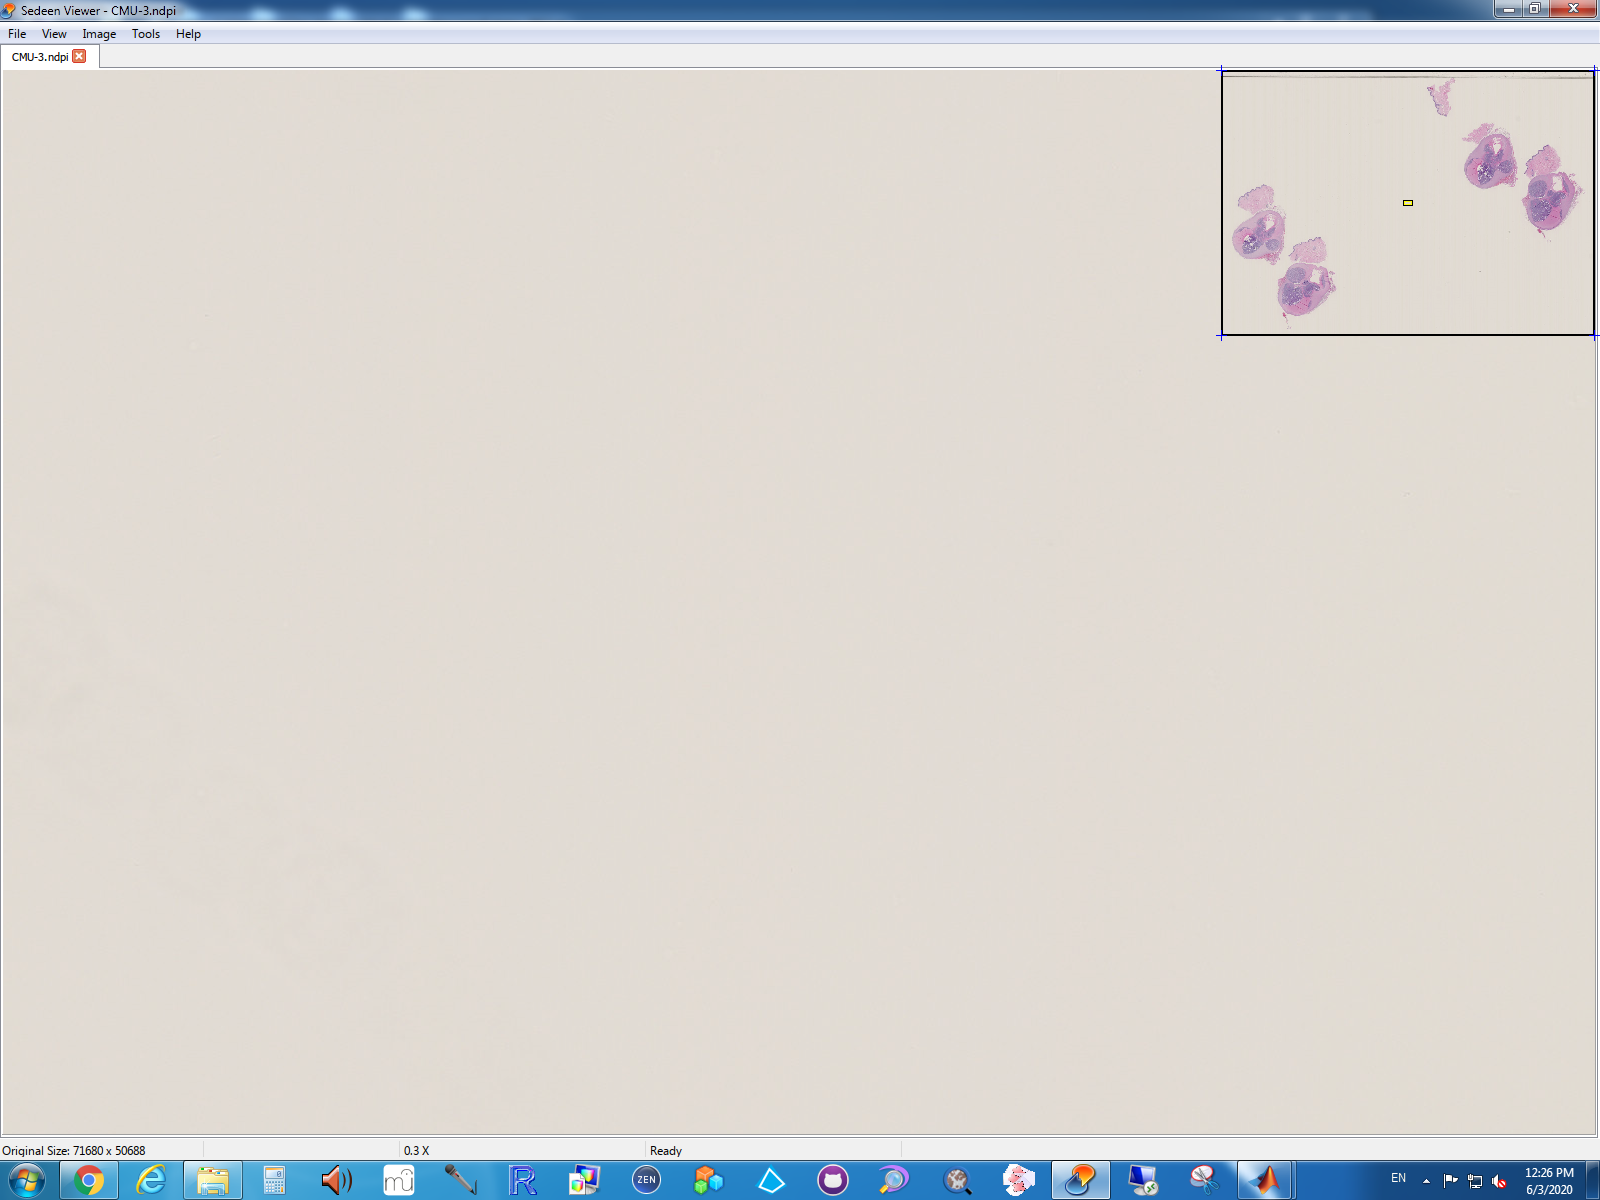 Sedeen Viewer - CMU-3.ndpi
File View Image Tools Help
CMU-3.ndpi
Original Size: 71680 x 50688 0.3 X Ready
R ZEN EN 12:26 PM
6/3/2020